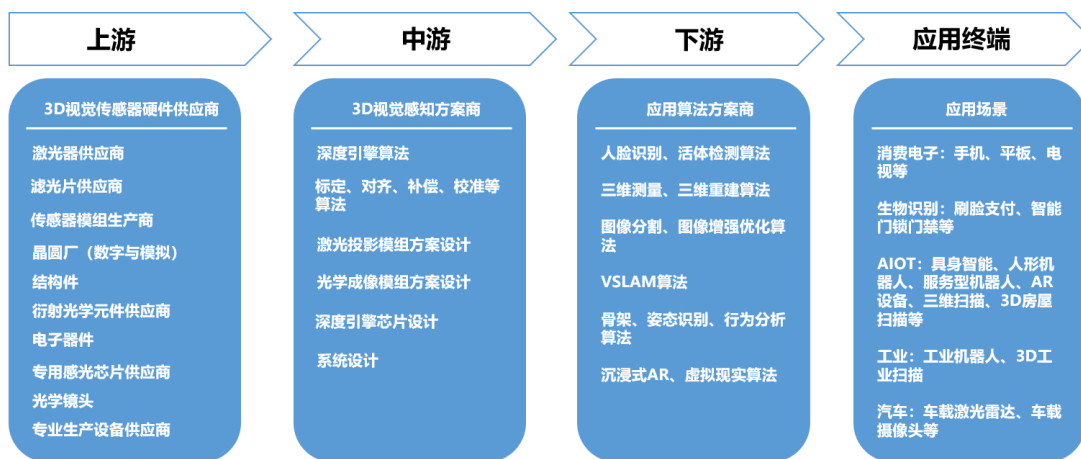 上游
中游
下游
应用终端
3D视觉传感器硬件供应商
激光器供应商
滤光片供应商
传感器模组生产商
晶圆厂（数字与模拟）
结构件
衍射光学元件供应商
电子器件
专用感光芯片供应商
光学镜头
专业生产设备供应商
3D视觉感知方案商
深度引擎算法
标定、对齐、补偿、校准等
算法
激光投影模组方案设计
光学成像模组方案设计
深度引擎芯片设计
系统设计
应用算法方案商
人脸识别、活体检测算法
三维测量、三维重建算法
图像分割、图像增强优化算
法
VSLAM算法
骨架、姿态识别、行为分析
算法
沉浸式AR、虚拟现实算法
应用场景
消费电子：手机、平板、电
视等
生物识别：刷脸支付、智能
门锁门禁等
AIOT：具身智能、人形机
器人、服务型机器人、AR
设备、三维扫描、3D房屋
扫描等
工业：工业机器人、3D工
业扫描
汽车：车载激光雷达、车载
摄像头等